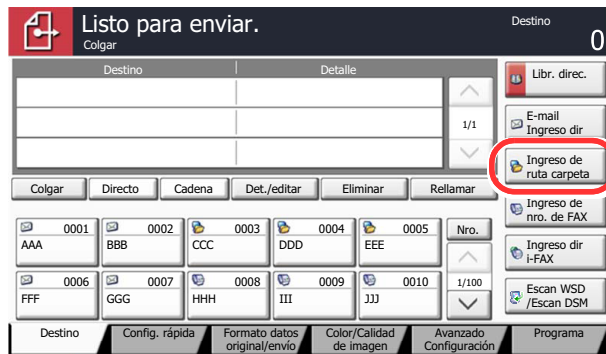 Listo para enviar.
Colgar
Destino
0
Destino Detalle
1/1
Libr. direc.
E-mail
Ingreso dir
Ingreso de
ruta carpeta
Ingreso de
nro. de FAX
Ingreso dir
i-FAX
Escan WSD
/Escan DSM
Colgar Directo Cadena Det./editar Eliminar Rellamar
0001 0002 0003 0004 0005 Nro.
AAA BBB CCC DDD EEE
0006 0007 0008 0009 0010 1/100
FFF GGG HHH III JJJ
Destino Config. rápida Formato datos Color/Calidad Avanzado Programa
original/envío de imagen Configuración